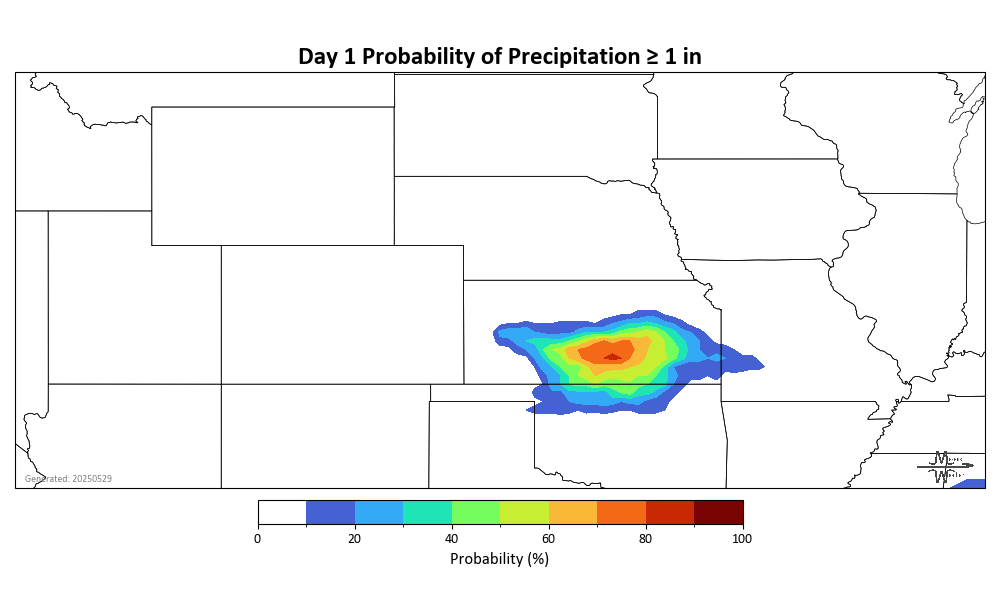 Day 1 Probability of Precipitation ≥ 1 in
Generated: 20250529
0 20 40 60 80 100
Probability (%)